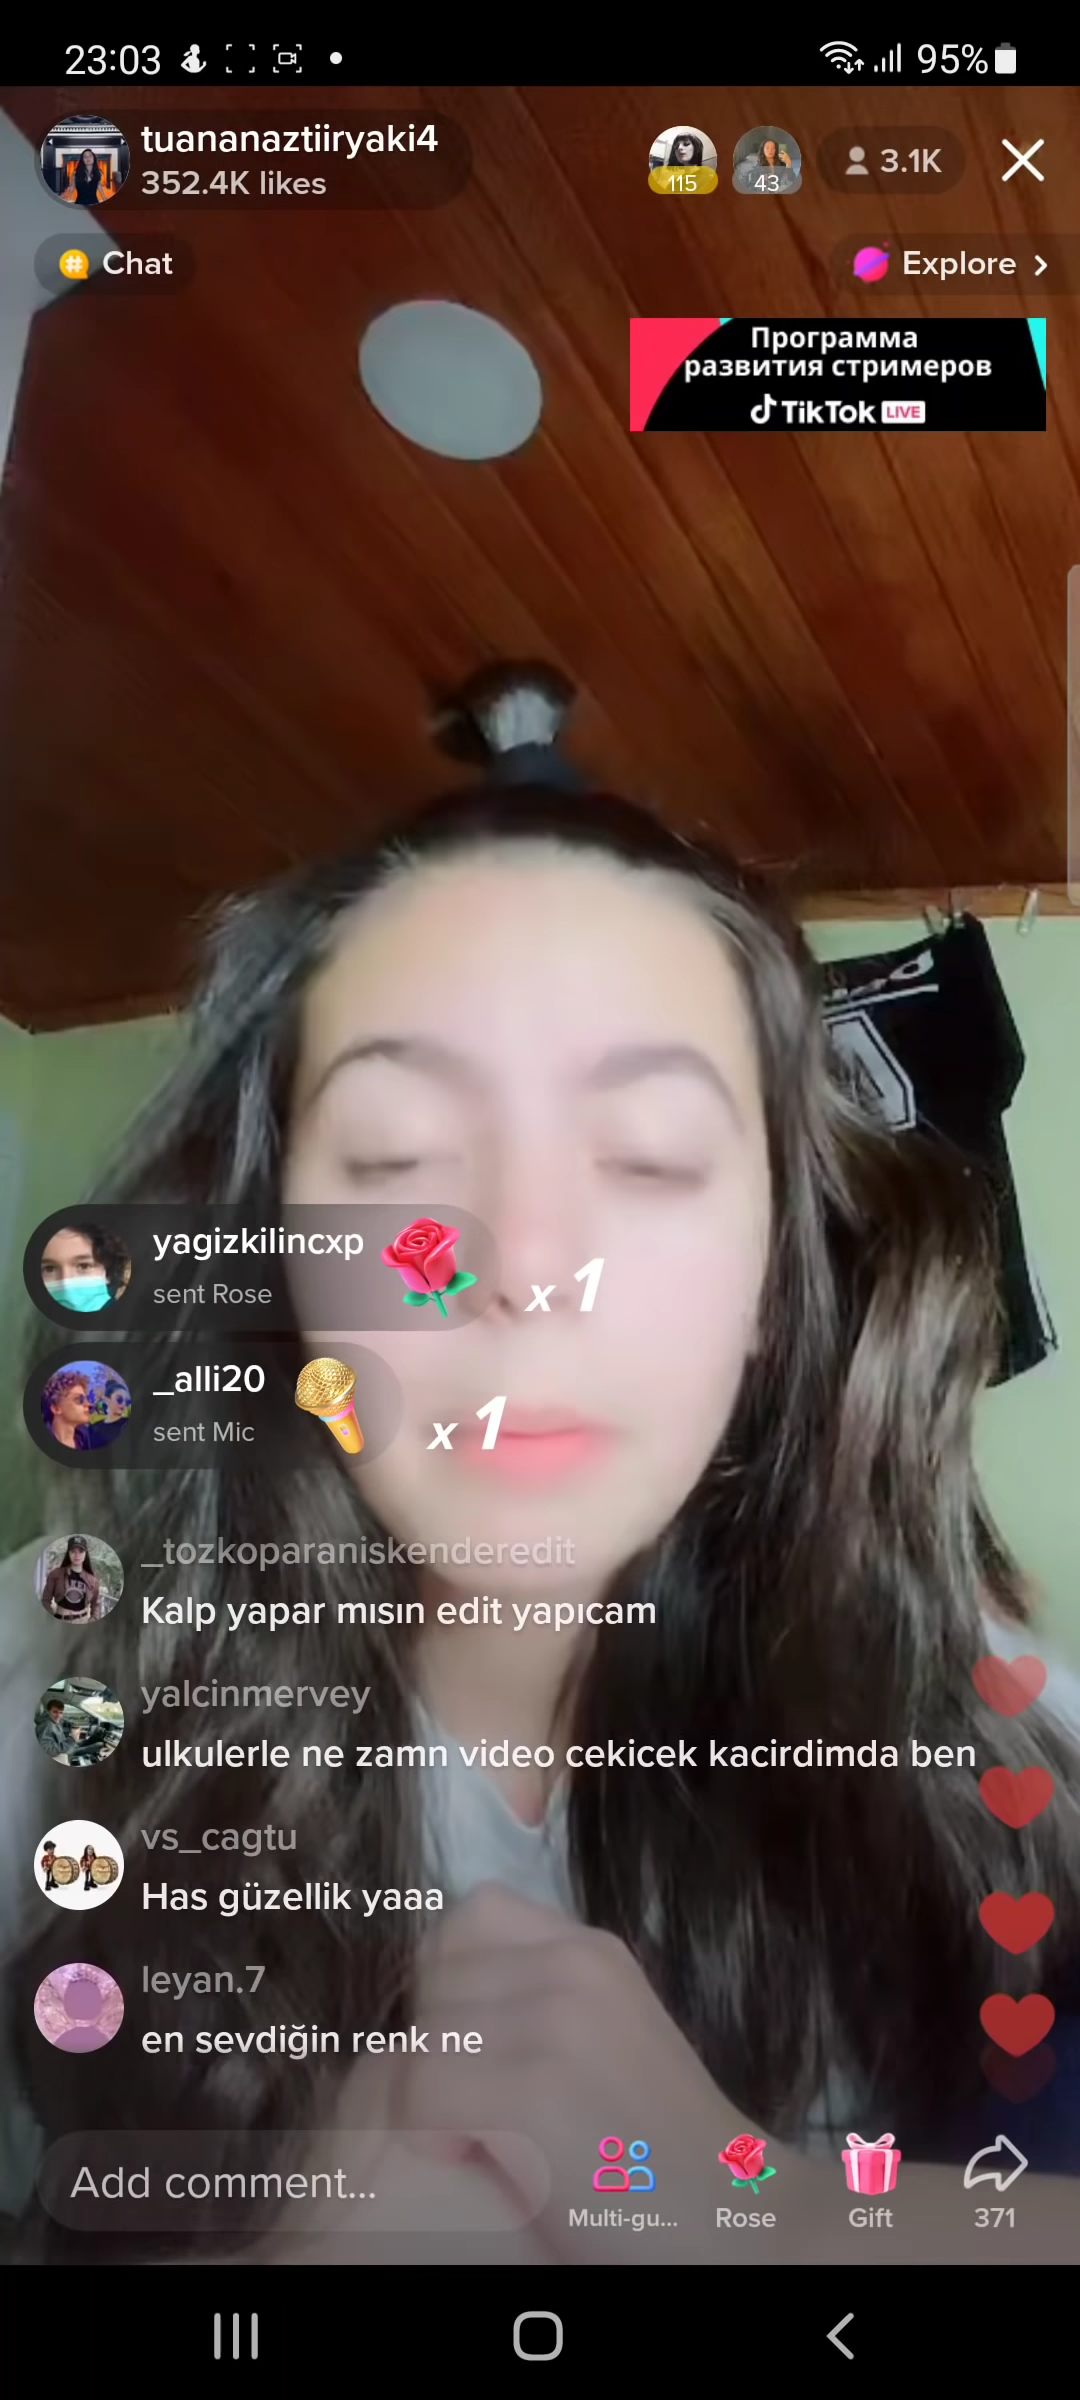 23:03
95%
tuananaztiiryaki4
352.4K likes
115
43
3.1K
Chat
Explore
Программа
развития стримеров
TikTok LIVE
yagizkilincxp
sent Rose
x 1
_alli20
sent Mic
x 1
_tozkoparaniskenderedit
Kalp yapar mısın edit yapıcam
yalcinmervey
ulkulerle ne zamn video cekicek kacirdimda ben
vs_cagtu
Has güzellik yaaa
leyan.7
en sevdiğin renk ne
Add comment...
Multi-gu...
Rose
Gift
371